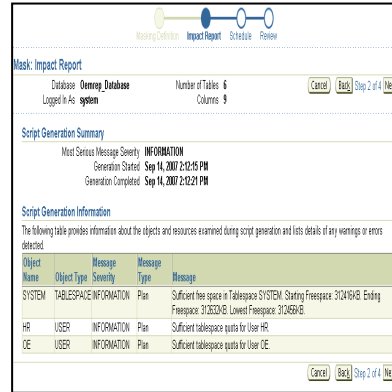 Masking Definition Impact Report Schedule Review
Mask: Impact Report
Database Oemrep_Database Number of Tables 6 Cancel Back Step 2 of 4 Ne
Logged In As system Columns 9
Script Generation Summary
Most Serious Message Severity INFORMATION
Generation Started Sep 14, 2007 2:12:15 PM
Generation Completed Sep 14, 2007 2:12:21 PM
Script Generation Information
The following table provides information about the objects and resources examined during script generation and lists details of any warnings or errors
detected.
Object Name Object Type Message Severity Message Type Message
SYSTEM TABLESPACE INFORMATION Plan Sufficient free space in Tablespace SYSTEM. Starting Freespace: 312416KB. Ending
Freespace: 312632KB. Lowest Freespace: 312456KB.
HR USER INFORMATION Plan Sufficient tablespace quota for User HR.
OE USER INFORMATION Plan Sufficient tablespace quota for User OE.
Cancel Back Step 2 of 4 Ne